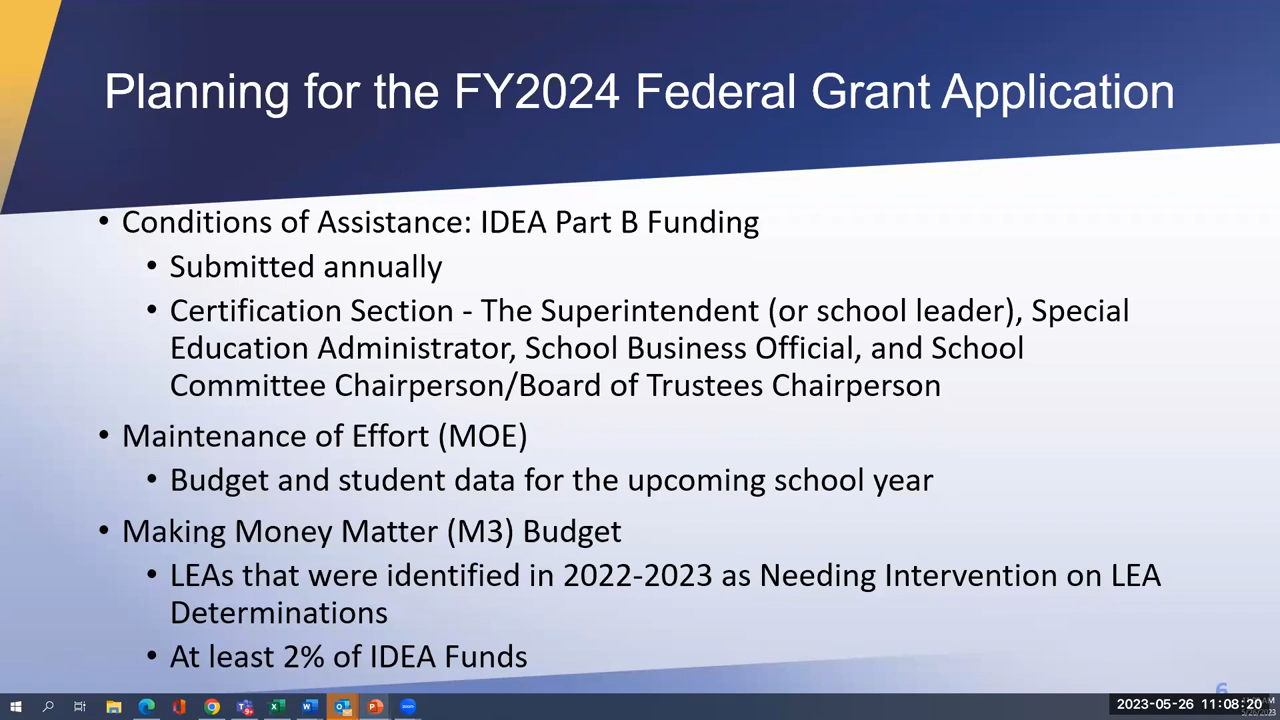 Planning for the FY2024 Federal Grant Application
• Conditions of Assistance: IDEA Part B Funding
• Submitted annually
• Certification Section - The Superintendent (or school leader), Special
Education Administrator, School Business Official, and School
Committee Chairperson/Board of Trustees Chairperson
• Maintenance of Effort (MOE)
• Budget and student data for the upcoming school year
• Making Money Matter (M3) Budget
• LEAs that were identified in 2022-2023 as Needing Intervention on LEA
Determinations
• At least 2% of IDEA Funds
6
2023-05-26 11:08:20